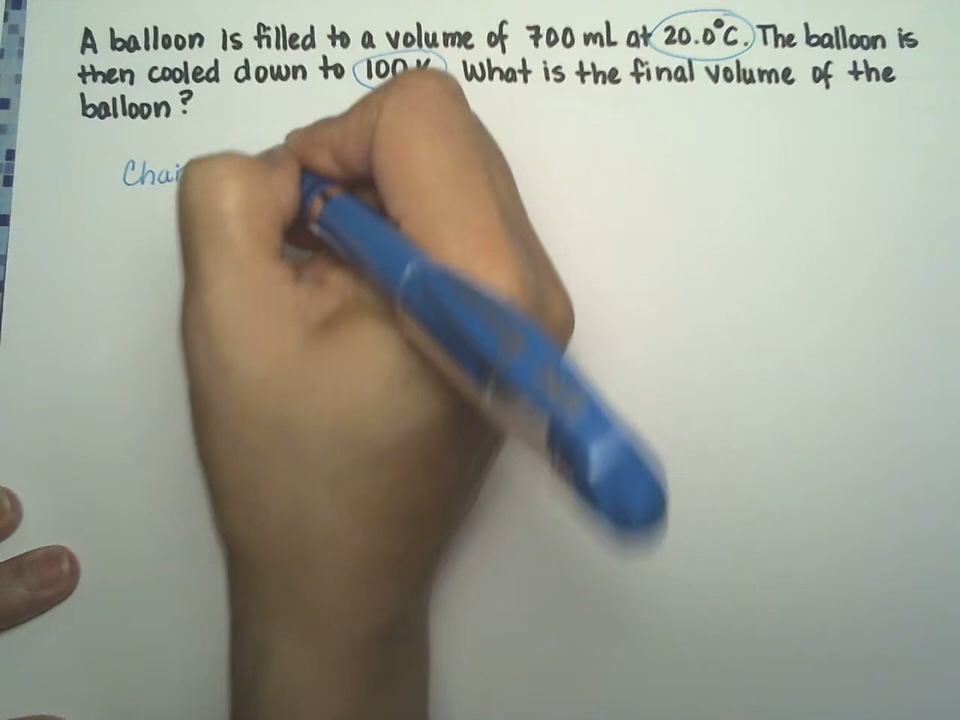 A balloon is filled to a volume of 700 mL at 20.0°C. The balloon is
then cooled down to 100 K What is the final volume of the
balloon?